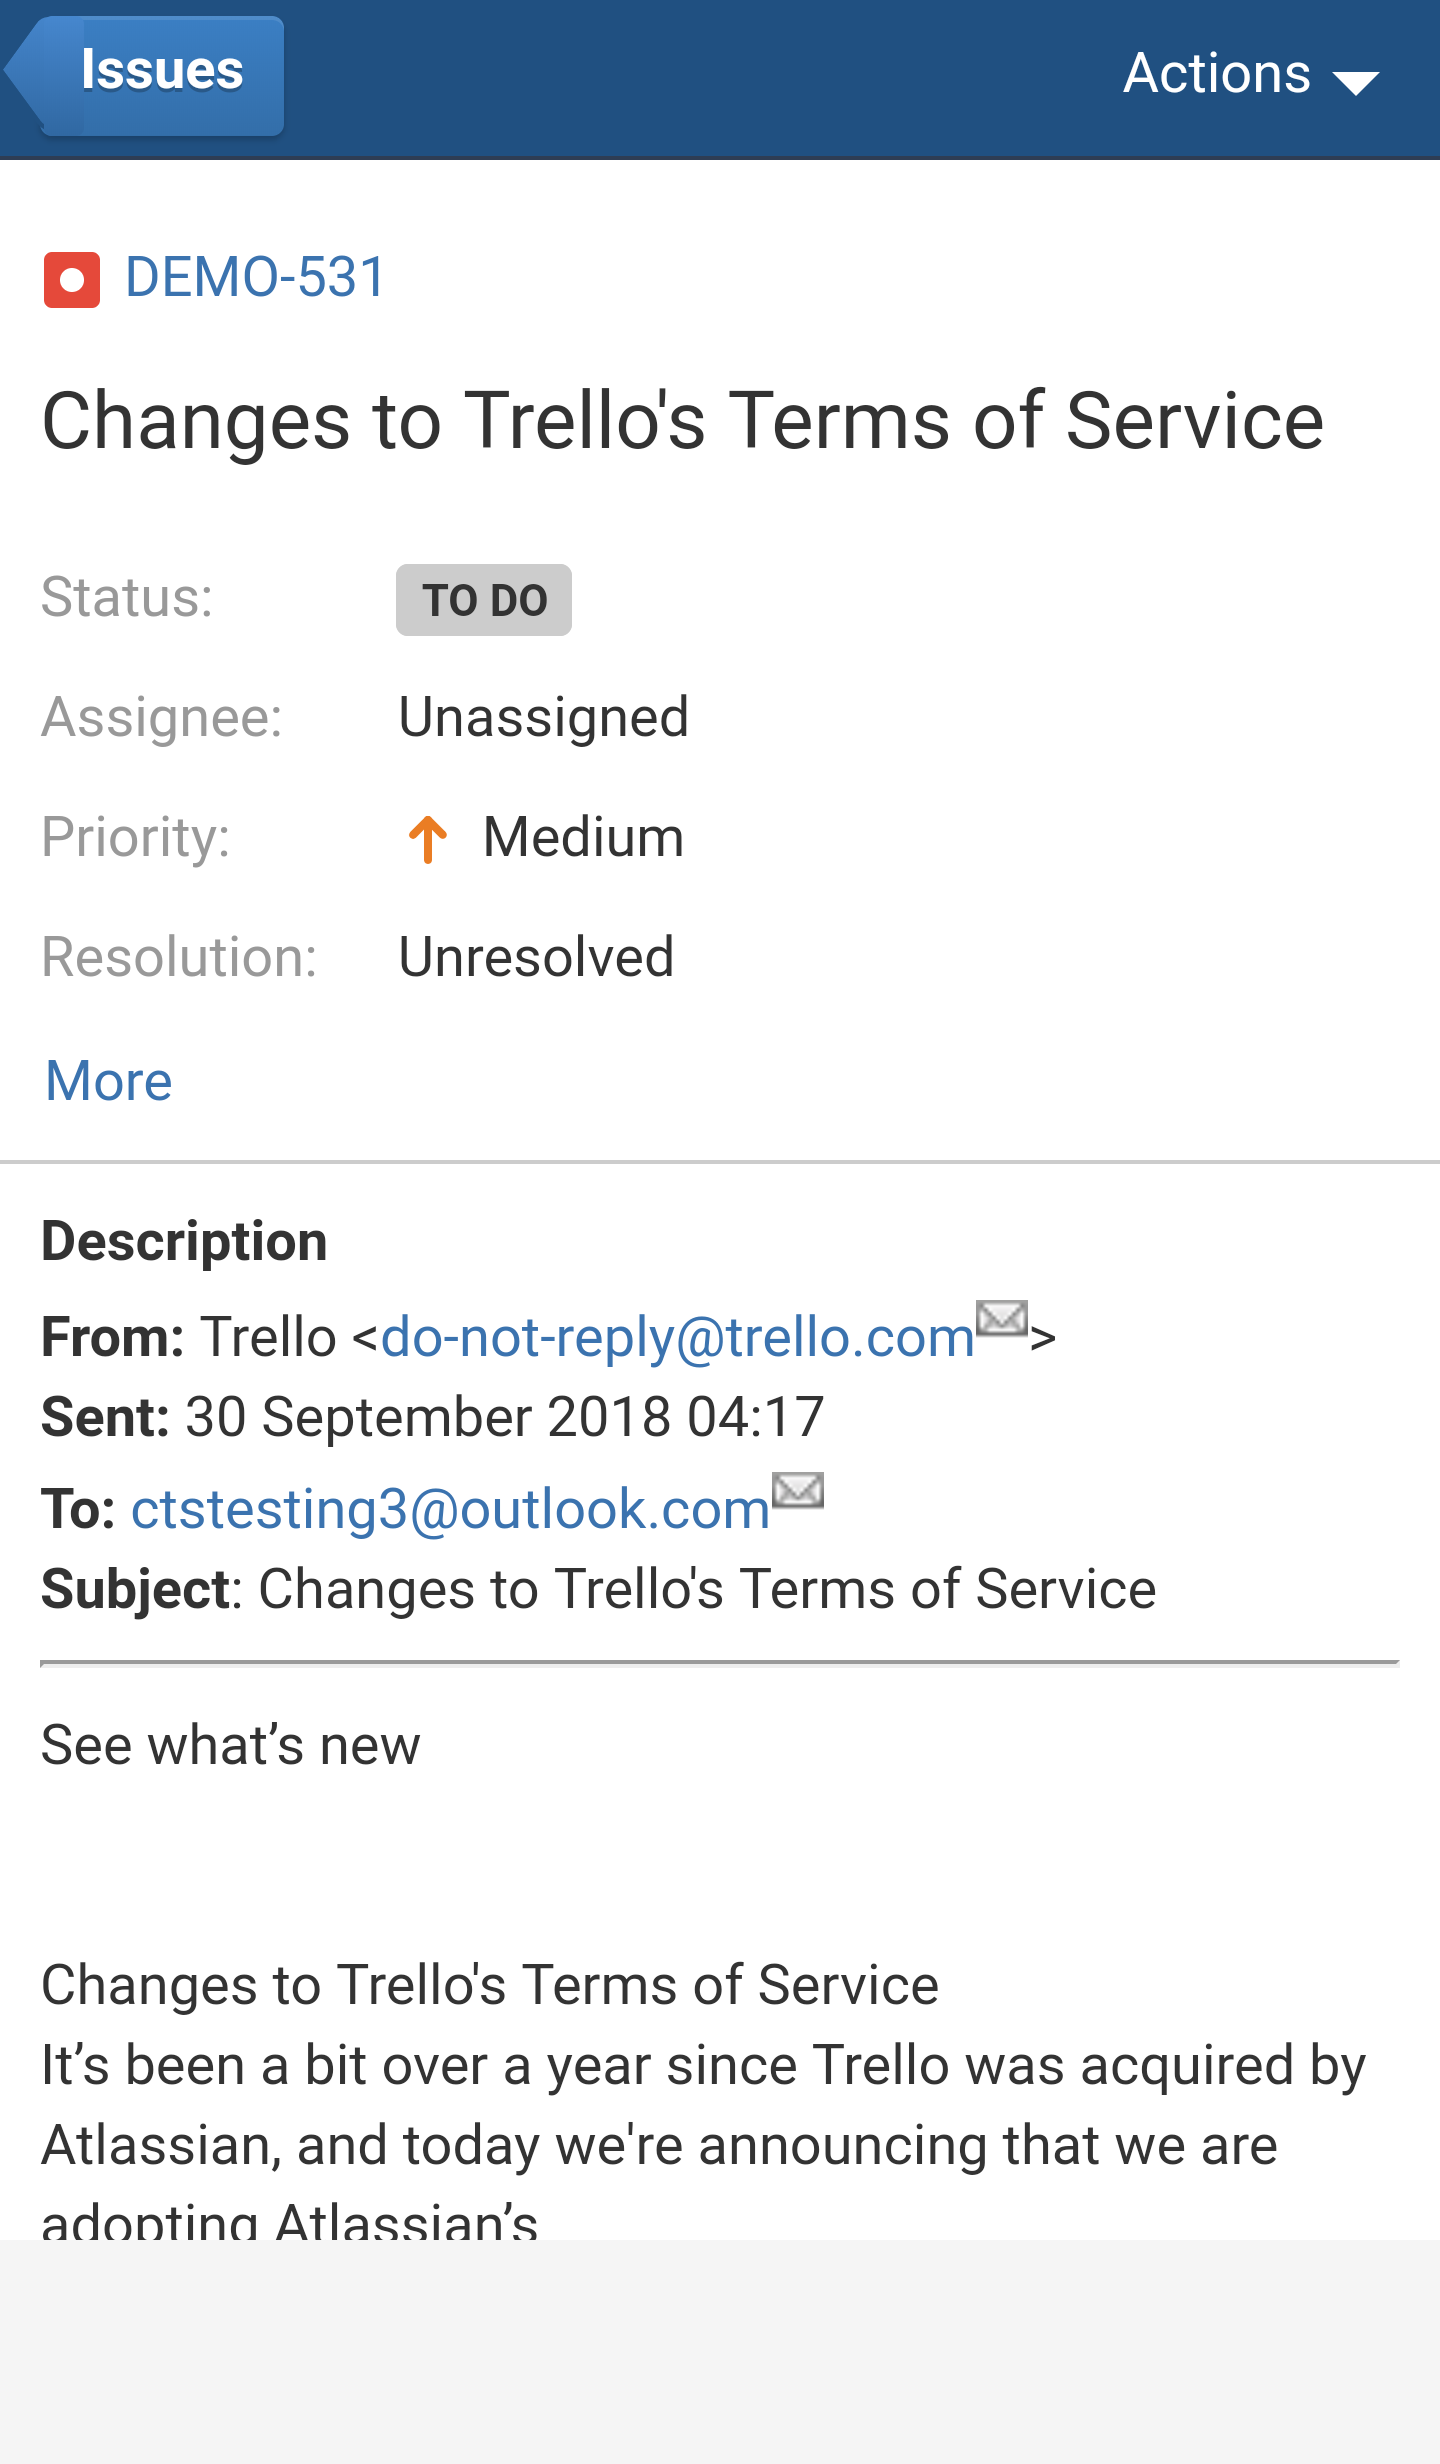 Issues
Actions
DEMO-531
Changes to Trello's Terms of Service
Status: TO DO
Assignee: Unassigned
Priority: Medium
Resolution: Unresolved
More
Description
From: Trello <do-not-reply@trello.com>
Sent: 30 September 2018 04:17
To: ctstesting3@outlook.com
Subject: Changes to Trello's Terms of Service
See what’s new
Changes to Trello's Terms of Service
It’s been a bit over a year since Trello was acquired by
Atlassian, and today we're announcing that we are
adopting Atlassian’s